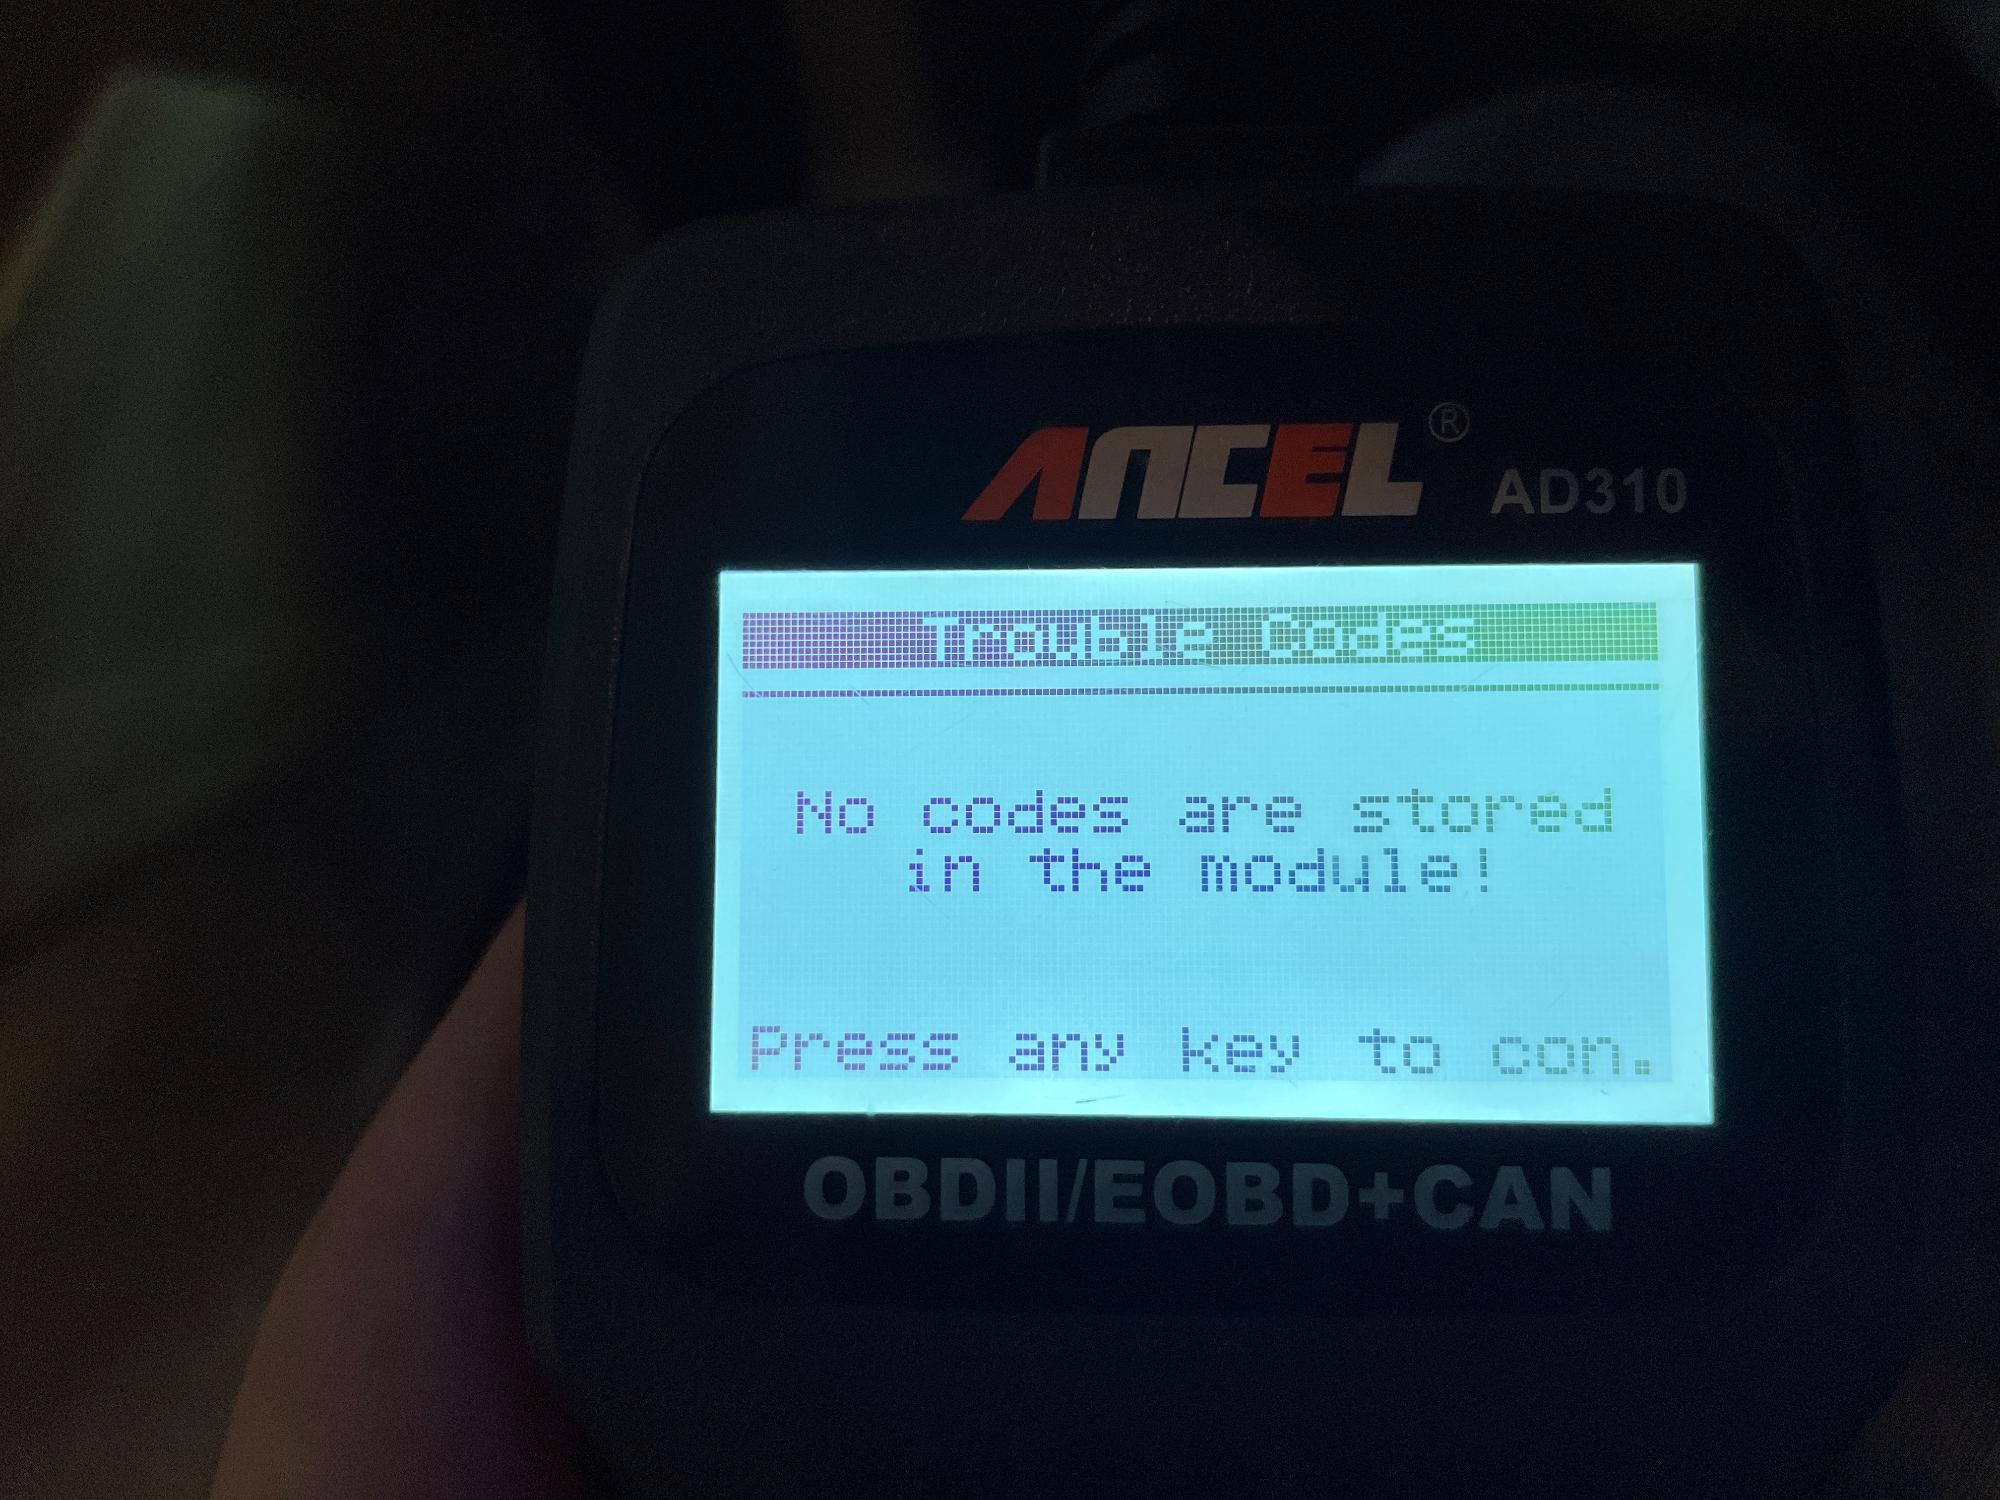 ANCEL® AD310
Trouble Codes
No codes are stored
in the module!
Press any key to con.
OBDII/EOBD+CAN